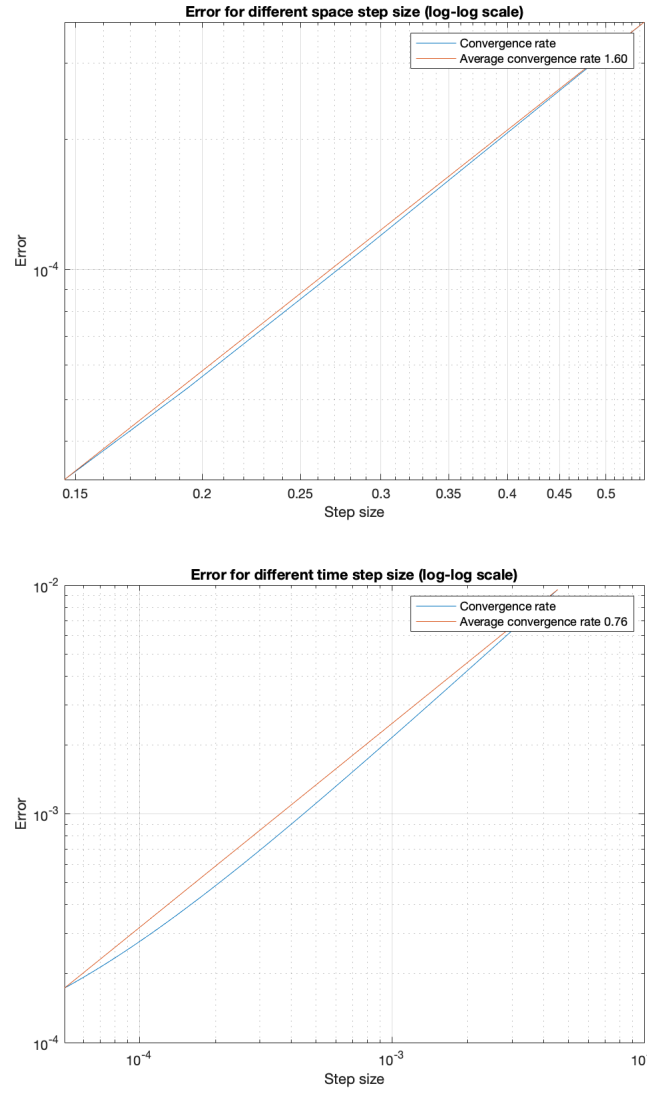 Error for different space step size (log-log scale)
Convergence rate
Average convergence rate 1.60
Error
10-4
0.15 0.2 0.25 0.3 0.35 0.4 0.45 0.5
Step size
Error for different time step size (log-log scale)
10-2
Convergence rate
Average convergence rate 0.76
Error
10-3
10-4
10-4 10-3 10
Step size